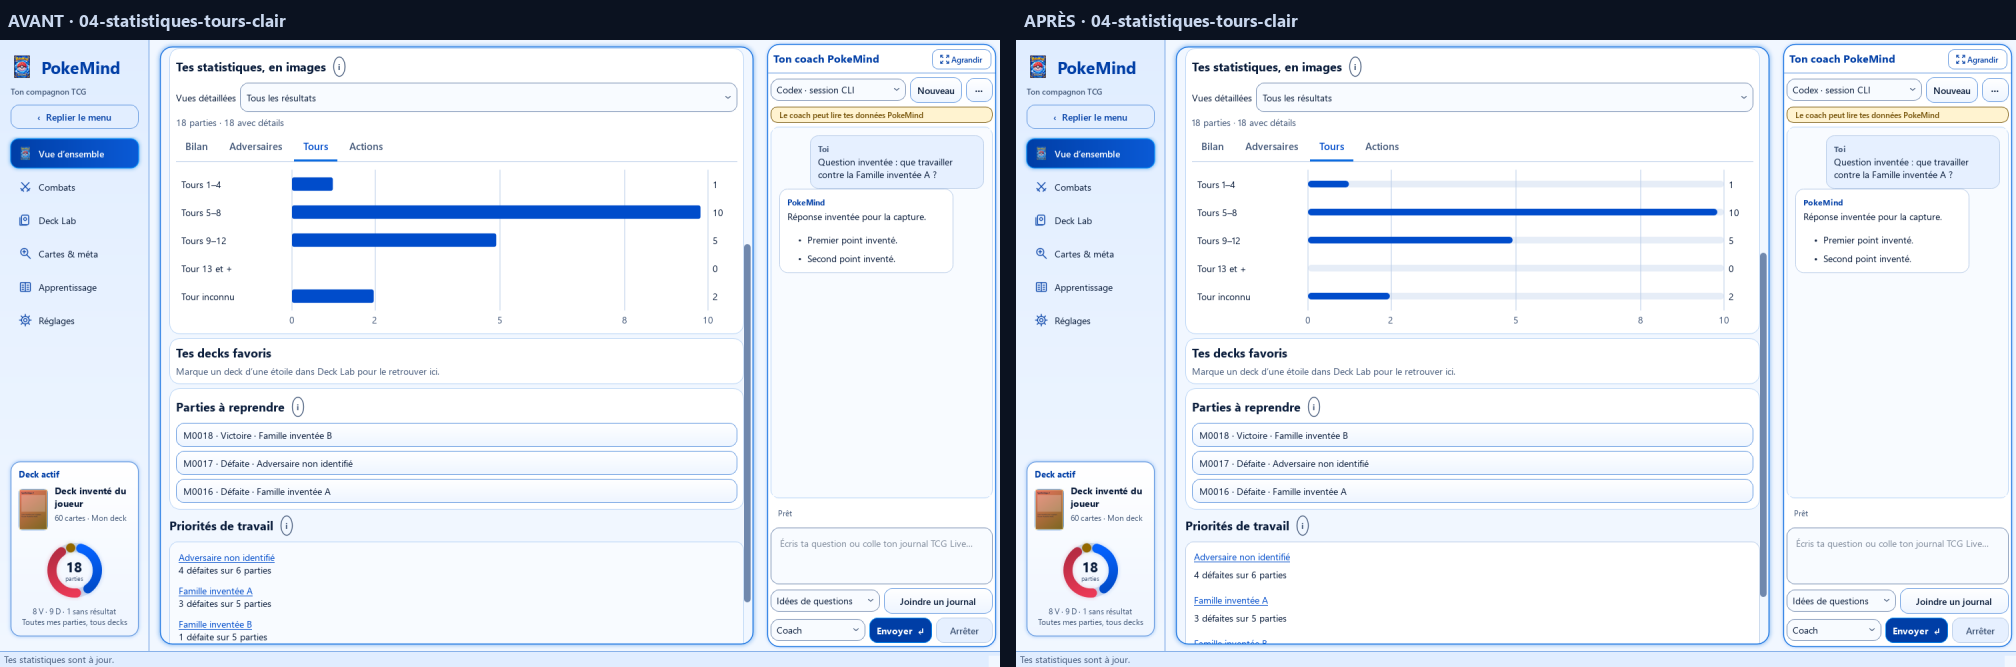 AVANT · 04-statistiques-tours-clair
PokeMind
Ton compagnon TCG
‹ Replier le menu
Vue d'ensemble
Combats
Deck Lab
Cartes & méta
Apprentissage
Réglages
Deck actif
Deck inventé du
joueur
60 cartes · Mon deck
18
parties
8 V · 9 D · 1 sans résultat
Toutes mes parties, tous decks
Tes statistiques, en images i
Vues détaillées Tous les résultats
18 parties · 18 avec détails
Bilan Adversaires Tours Actions
Tours 1–4 1
Tours 5–8 10
Tours 9–12 5
Tour 13 et + 0
Tour inconnu 2
0 2 5 8 10
Tes decks favoris
Marque un deck d'une étoile dans Deck Lab pour le retrouver ici.
Parties à reprendre i
M0018 · Victoire · Famille inventée B
M0017 · Défaite · Adversaire non identifié
M0016 · Défaite · Famille inventée A
Priorités de travail i
Adversaire non identifié
4 défaites sur 6 parties
Famille inventée A
3 défaites sur 5 parties
Famille inventée B
1 défaite sur 5 parties
Ton coach PokeMind Agrandir
Codex · session CLI Nouveau ...
Le coach peut lire tes données PokeMind
Toi
Question inventée : que travailler
contre la Famille inventée A ?
PokeMind
Réponse inventée pour la capture.
• Premier point inventé.
• Second point inventé.
Prêt
Écris ta question ou colle ton journal TCG Live...
Idées de questions Joindre un journal
Coach Envoyer ↲ Arrêter
Tes statistiques sont à jour.
APRÈS · 04-statistiques-tours-clair
PokeMind
Ton compagnon TCG
‹ Replier le menu
Vue d'ensemble
Combats
Deck Lab
Cartes & méta
Apprentissage
Réglages
Deck actif
Deck inventé du
joueur
60 cartes · Mon deck
18
parties
8 V · 9 D · 1 sans résultat
Toutes mes parties, tous decks
Tes statistiques, en images i
Vues détaillées Tous les résultats
18 parties · 18 avec détails
Bilan Adversaires Tours Actions
Tours 1–4 1
Tours 5–8 10
Tours 9–12 5
Tour 13 et + 0
Tour inconnu 2
0 2 5 8 10
Tes decks favoris
Marque un deck d'une étoile dans Deck Lab pour le retrouver ici.
Parties à reprendre i
M0018 · Victoire · Famille inventée B
M0017 · Défaite · Adversaire non identifié
M0016 · Défaite · Famille inventée A
Priorités de travail i
Adversaire non identifié
4 défaites sur 6 parties
Famille inventée A
3 défaites sur 5 parties
Famille inventée B
Ton coach PokeMind Agrandir
Codex · session CLI Nouveau ...
Le coach peut lire tes données PokeMind
Toi
Question inventée : que travailler
contre la Famille inventée A ?
PokeMind
Réponse inventée pour la capture.
• Premier point inventé.
• Second point inventé.
Prêt
Écris ta question ou colle ton journal TCG Live...
Idées de questions Joindre un journal
Coach Envoyer ↲ Arrêter
Tes statistiques sont à jour.